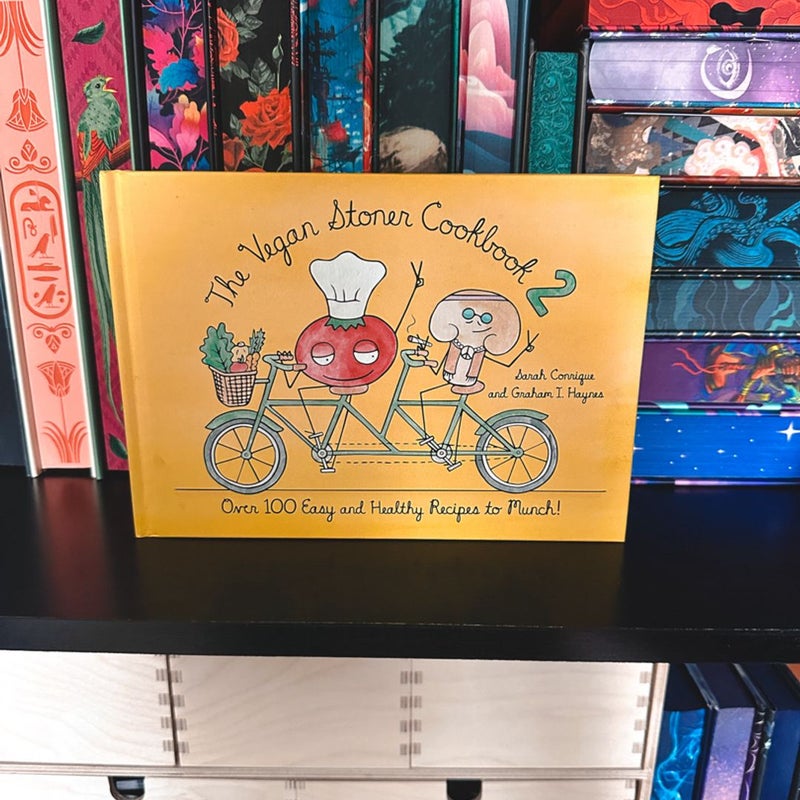 The Vegan Stoner Cookbook 2
Sarah Conrique
and Graham I. Haynes
Over 100 Easy and Healthy Recipes to Munch!